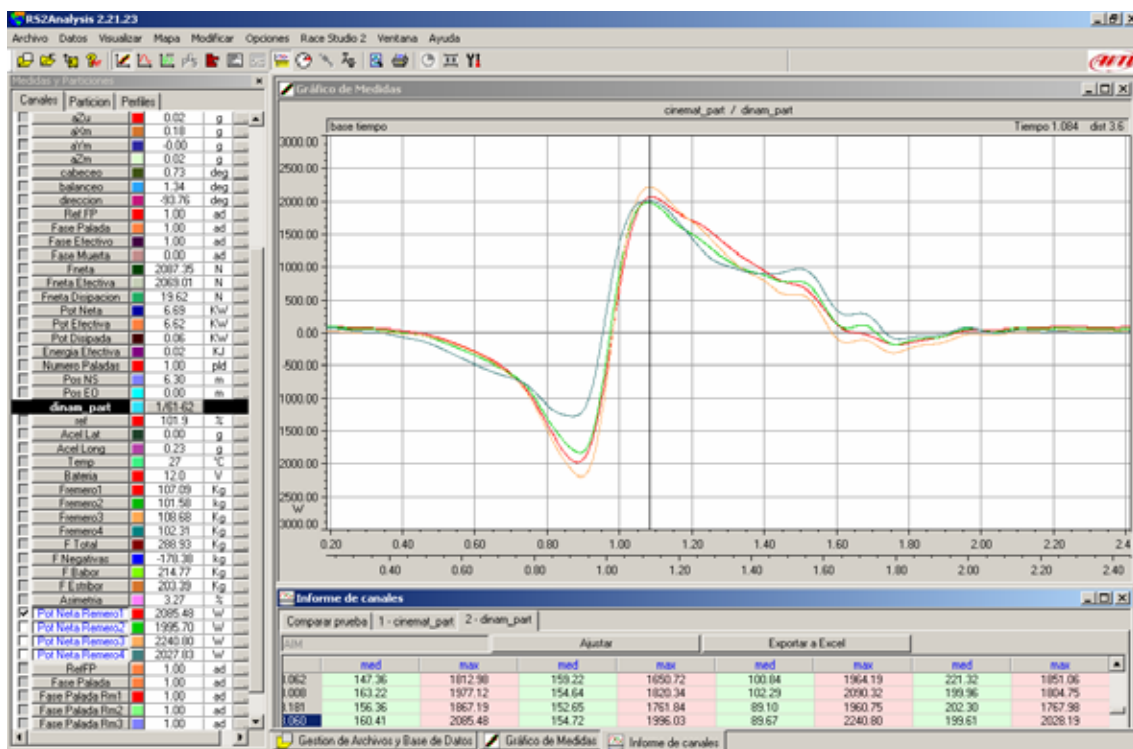 RS2Analysis 2.21.23
Archivo Datos Visualizar Mapa Modificar Opciones Race Studio 2 Ventana Ayuda
Medidas y Particiones
Canales Particion Perfiles
aZu 0.02 g
aXm 0.18 g
aYm -0.00 g
aZm 0.02 g
cabeceo 0.73 deg
balanceo 1.34 deg
direccion -93.76 deg
Ref.FP 1.00 ad
Fase Palada 1.00 ad
Fase Efectivo 1.00 ad
Fase Muerta 0.00 ad
Fneta 2087.35 N
Fneta Efectiva 2069.01 N
Fneta Disipacion 19.62 N
Pot Neta 6.69 KW
Pot Efectiva 6.62 KW
Pot Disipada 0.06 KW
Energia Efectiva 0.02 KJ
Numero Paladas 1.00 pld
Pos NS 6.30 m
Pos EO 0.00 m
dinam_part 1/61-62
ref 101.9 %
Acel Lat 0.00 g
Acel Long 0.23 g
Temp 27 °C
Bateria 12.0 V
Fremero1 107.09 Kg
Fremero2 101.58 kg
Fremero3 108.68 Kg
Fremero4 102.31 Kg
F Total 288.93 Kg
F Negativas -178.38 kg
F Babor 214.77 Kg
F Estribor 203.39 Kg
Asimetria 3.27 %
Pot Neta Remero1 2085.48 W
Pot Neta Remero2 1995.70 W
Pot Neta Remero3 2240.80 W
Pot Neta Remero4 2027.83 W
RefFP 1.00 ad
Fase Palada 1.00 ad
Fase Palada Rm1 1.00 ad
Fase Palada Rm2 1.00 ad
Fase Palada Rm3 1.00 ad
Gráfico de Medidas
cinemat_part / dinam_part
base tiempo Tiempo 1.084 dist 3.6
3000.00
2500.00
2000.00
1500.00
1000.00
500.00
0.00
-500.00
-1000.00
-1500.00
-2000.00
2500.00
W
3000.00
0.20 0.40 0.60 0.80 1.00 1.20 1.40 1.60 1.80 2.00 2.20 2.4
0.40 0.60 0.80 1.00 1.20 1.40 1.60 1.80 2.00 2.20 2.40
Informe de canales
Comparar prueba 1 - cinemat_part 2 - dinam_part
AIM Ajustar Exportar a Excel
med max med max med max med max
.062 147.36 1812.98 159.22 1650.72 100.84 1964.19 221.32 1851.06
.008 163.22 1977.12 154.64 1820.34 102.29 2090.32 199.96 1804.75
.181 156.36 1867.19 152.65 1761.84 89.10 1960.75 202.30 1767.98
.060 160.41 2085.48 154.72 1996.03 89.67 2240.80 199.61 2028.19
Gestion de Archivos y Base de Datos Gráfico de Medidas Informe de canales